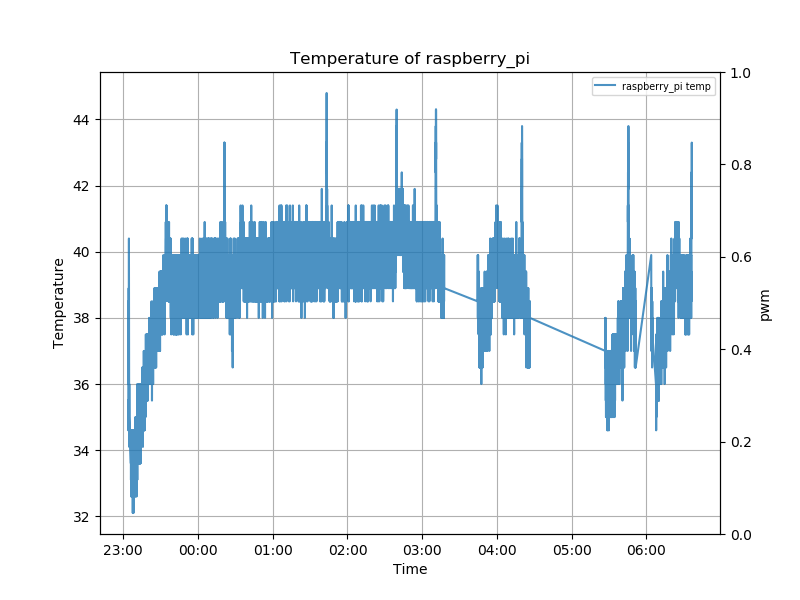 Temperature of raspberry_pi
raspberry_pi temp
Temperature
44
42
40
38
36
34
32
1.0
0.8
0.6
0.4
0.2
0.0
pwm
23:00 00:00 01:00 02:00 03:00 04:00 05:00 06:00
Time